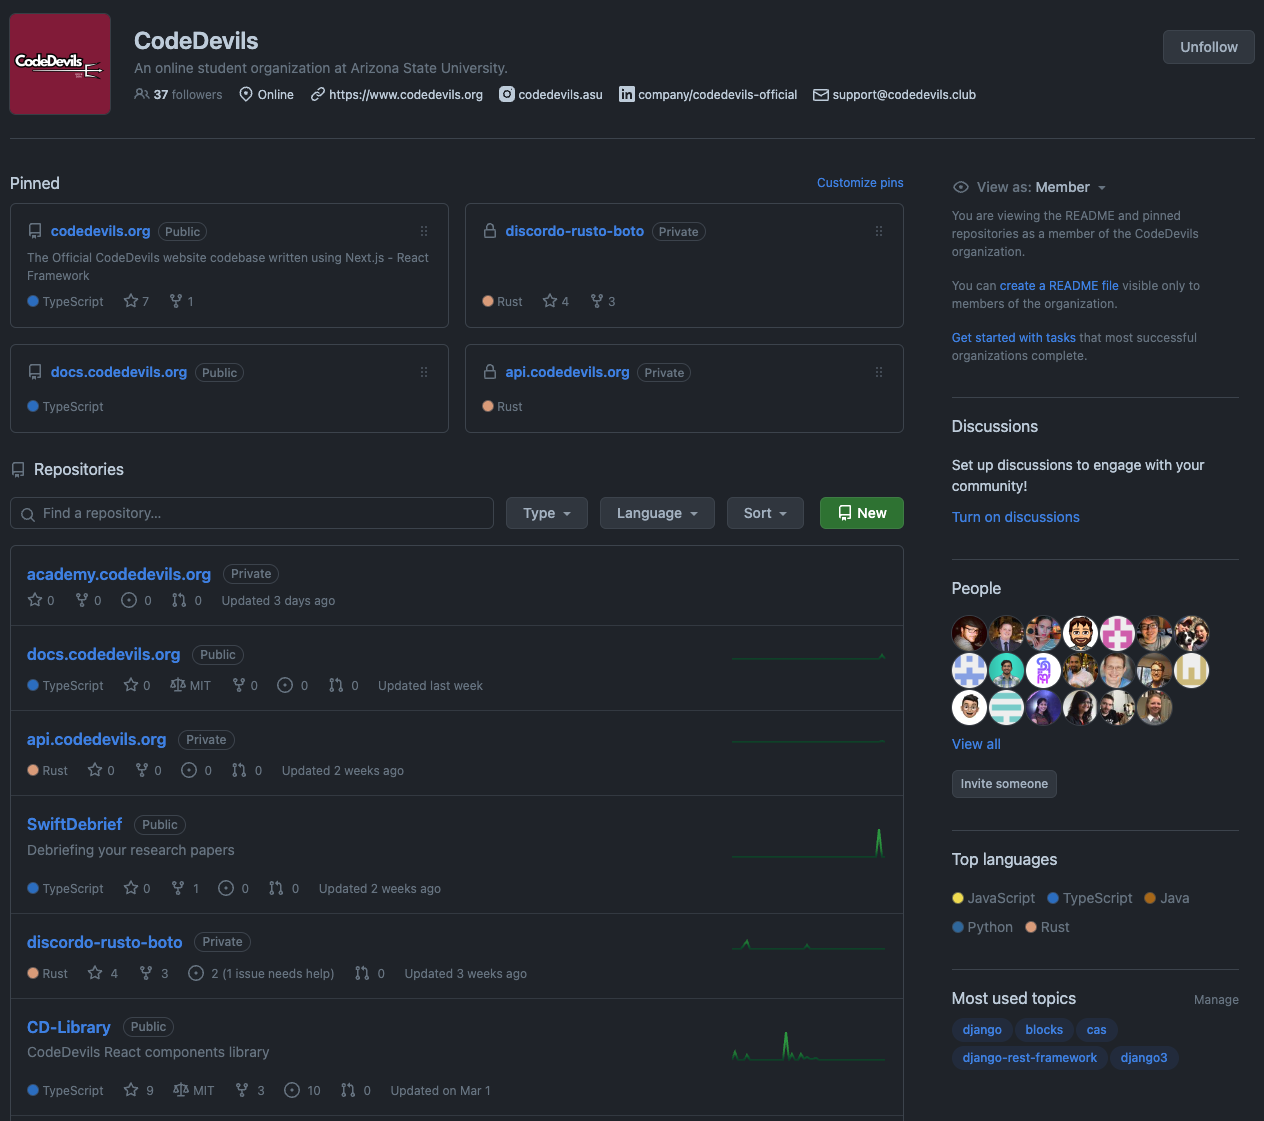 CodeDevils
CodeDevils
An online student organization at Arizona State University.
37 followers Online https://www.codedevils.org codedevils.asu company/codedevils-official support@codedevils.club
Unfollow
Pinned
Customize pins
codedevils.org Public
The Official CodeDevils website codebase written using Next.js - React
Framework
TypeScript 7 1
discordo-rusto-boto Private
Rust 4 3
docs.codedevils.org Public
TypeScript
api.codedevils.org Private
Rust
Repositories
Find a repository...
Type Language Sort New
academy.codedevils.org Private
0 0 0 0 Updated 3 days ago
docs.codedevils.org Public
TypeScript 0 MIT 0 0 0 Updated last week
api.codedevils.org Private
Rust 0 0 0 0 Updated 2 weeks ago
SwiftDebrief Public
Debriefing your research papers
TypeScript 0 1 0 0 Updated 2 weeks ago
discordo-rusto-boto Private
Rust 4 3 2 (1 issue needs help) 0 Updated 3 weeks ago
CD-Library Public
CodeDevils React components library
TypeScript 9 MIT 3 10 0 Updated on Mar 1
View as: Member
You are viewing the README and pinned
repositories as a member of the CodeDevils
organization.
You can create a README file visible only to
members of the organization.
Get started with tasks that most successful
organizations complete.
Discussions
Set up discussions to engage with your
community!
Turn on discussions
People
View all
Invite someone
Top languages
JavaScript TypeScript Java
Python Rust
Most used topics
Manage
django blocks cas
django-rest-framework django3